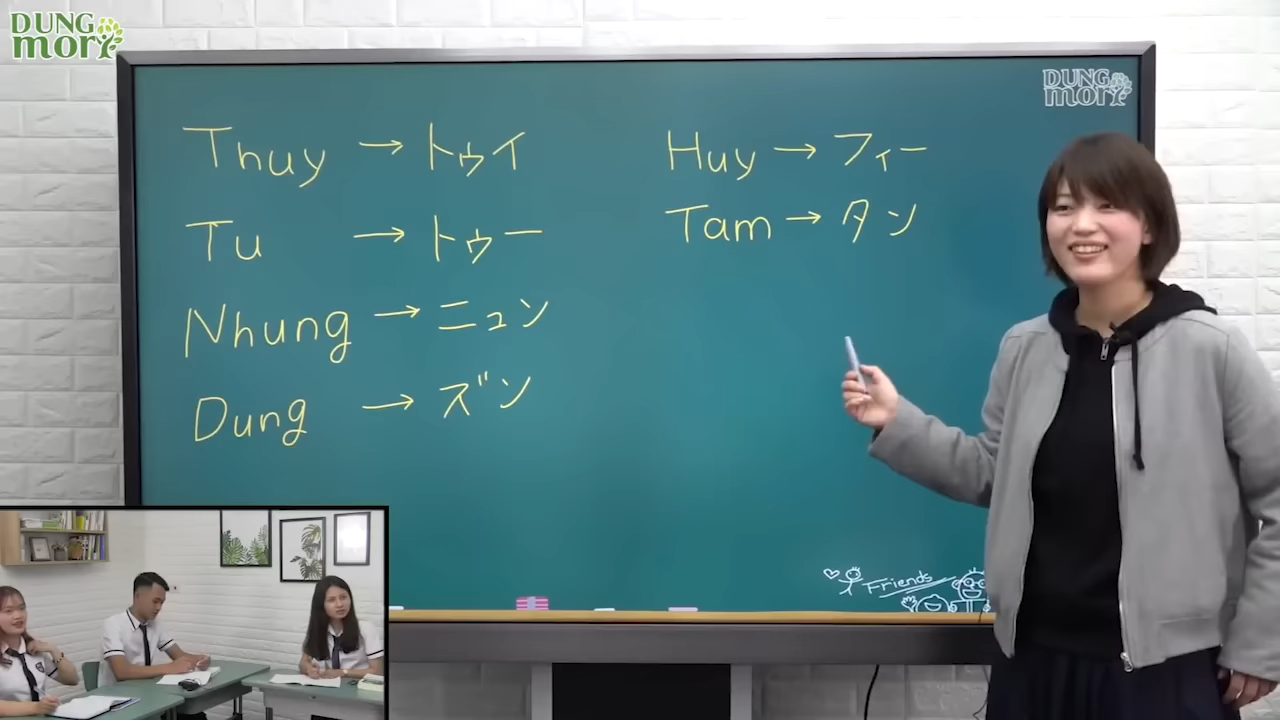 DUNG
mori
DUNG
mori
Thuy → トゥイ
Tu → トゥー
Nhung → ニュン
Dung → ズン
Huy → フィー
Tam → タン
Friends